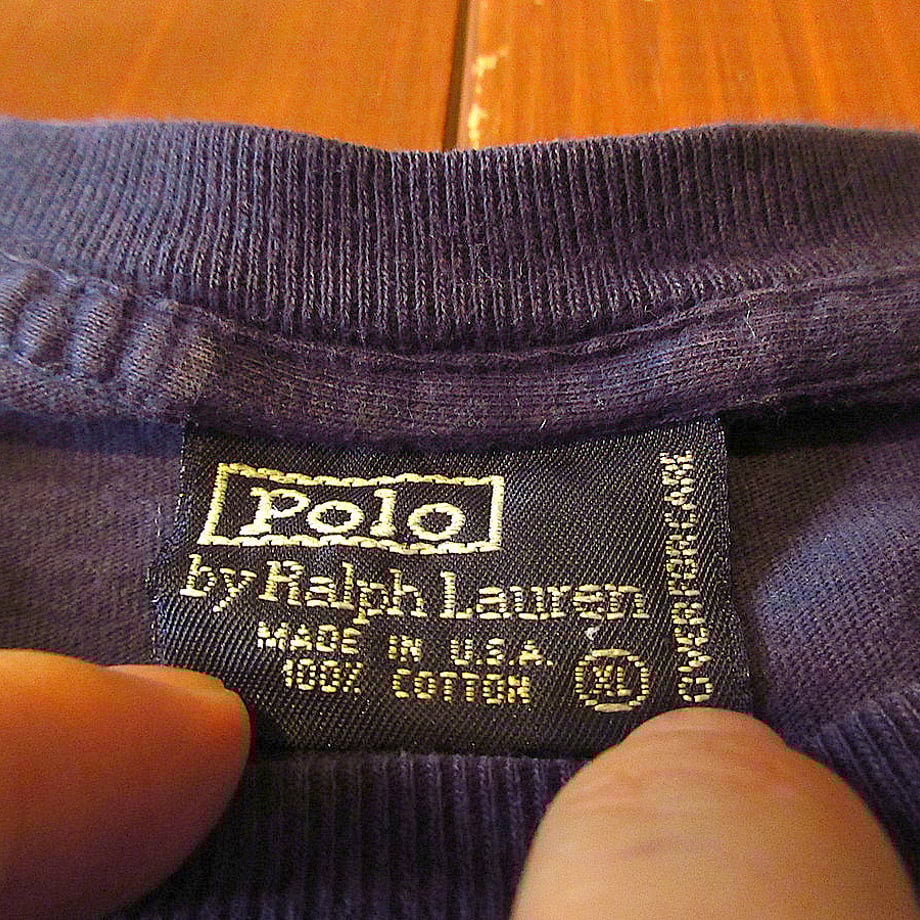 Polo
by Ralph Lauren
MADE IN U.S.A.
100% COTTON XL
OVER FOR CARE